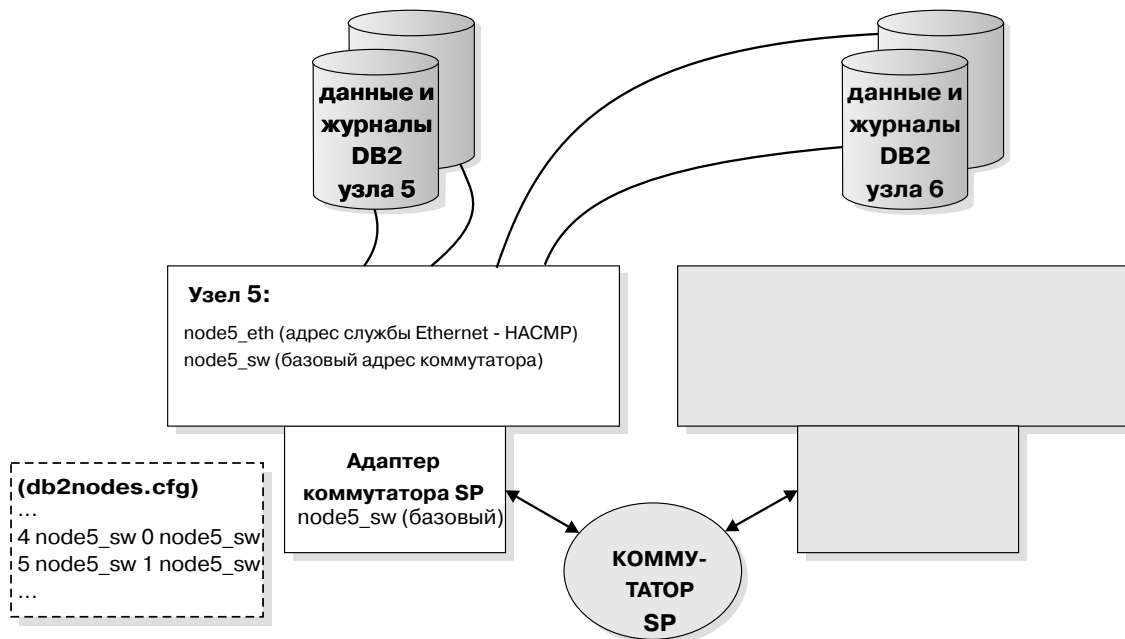 данные и
журналы
DB2
узла 5
данные и
журналы
DB2
узла 6
Узел 5:
node5_eth (адрес службы Ethernet - HACMP)
node5_sw (базовый адрес коммутатора)
(db2nodes.cfg)
...
4 node5_sw 0 node5_sw
5 node5_sw 1 node5_sw
...
Адаптер
коммутатора SP
node5_sw (базовый)
КОММУ-
ТАТОР
SP